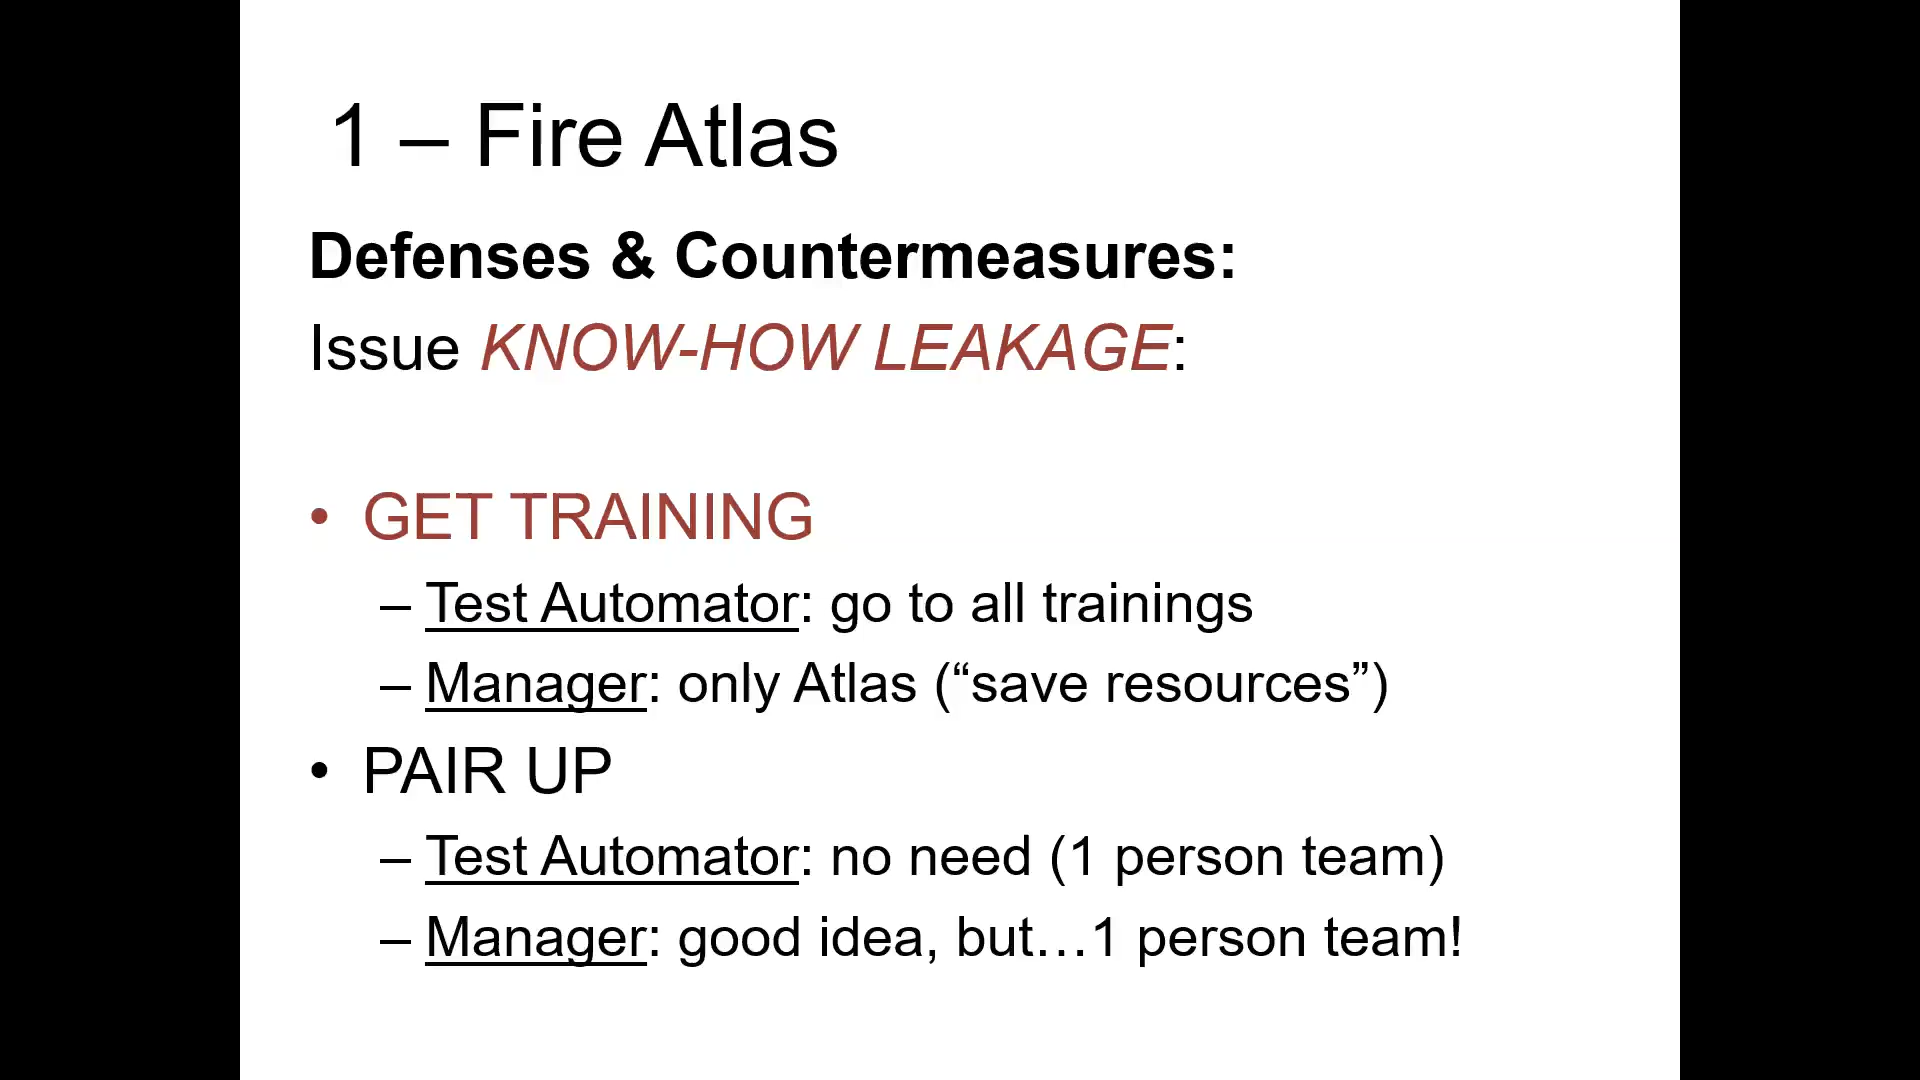 1 – Fire Atlas
Defenses & Countermeasures:
Issue KNOW-HOW LEAKAGE:
• GET TRAINING
– Test Automator: go to all trainings
– Manager: only Atlas (“save resources”)
• PAIR UP
– Test Automator: no need (1 person team)
– Manager: good idea, but…1 person team!